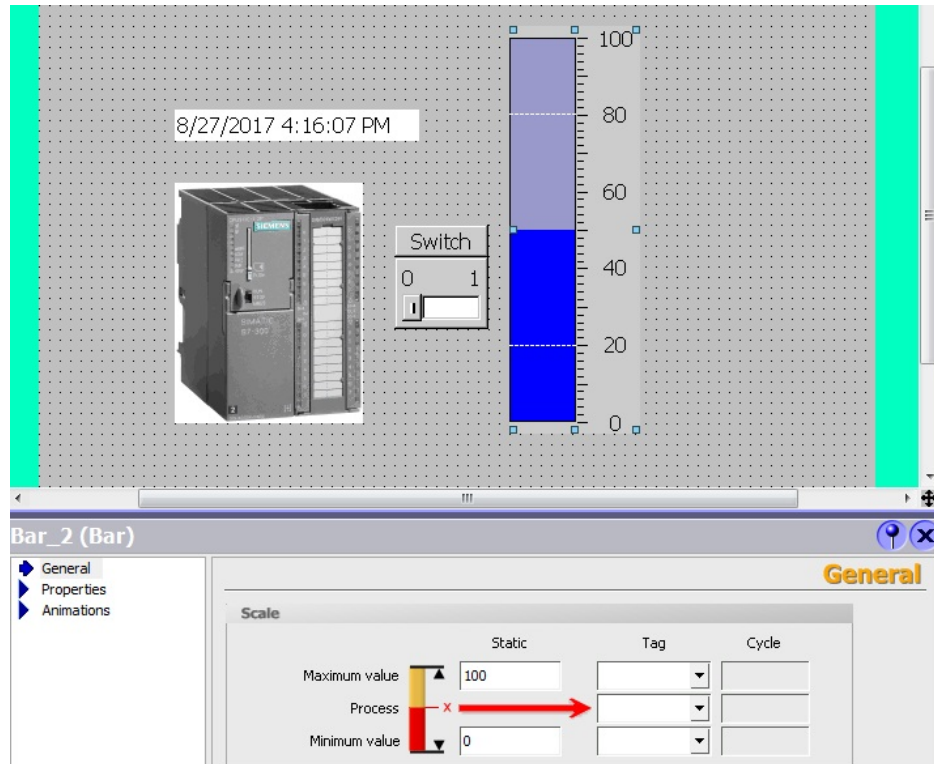 100
80
8/27/2017 4:16:07 PM
60
SIEMENS
Switch
0 1
40
20
0
Bar_2 (Bar)
General
Properties
Animations
General
Scale
Static Tag Cycle
Maximum value 100
Process x
Minimum value 0